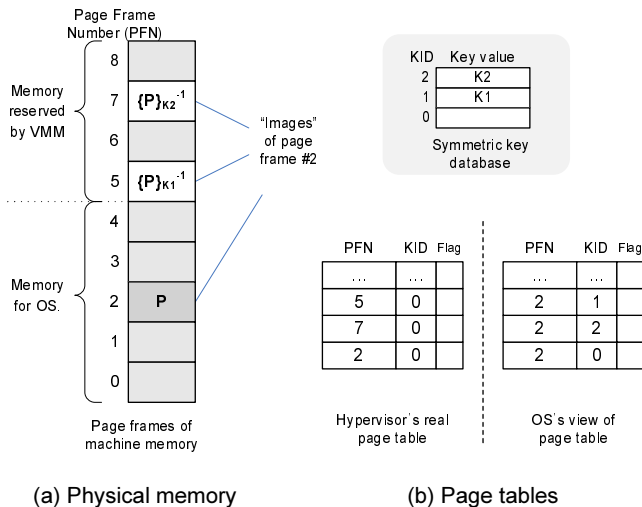 Page Frame
Number (PFN)
8
Memory
reserved
by VMM
7
{P}K2-1
6
5
{P}K1-1
"Images"
of page
frame #2
4
3
Memory
for OS.
2
P
1
0
Page frames of
machine memory
(a) Physical memory
KID Key value
2 K2
1 K1
0
Symmetric key
database
PFN KID Flag
... ...
5 0
7 0
2 0
Hypervisor's real
page table
PFN KID Flag
... ...
2 1
2 2
2 0
OS's view of
page table
(b) Page tables